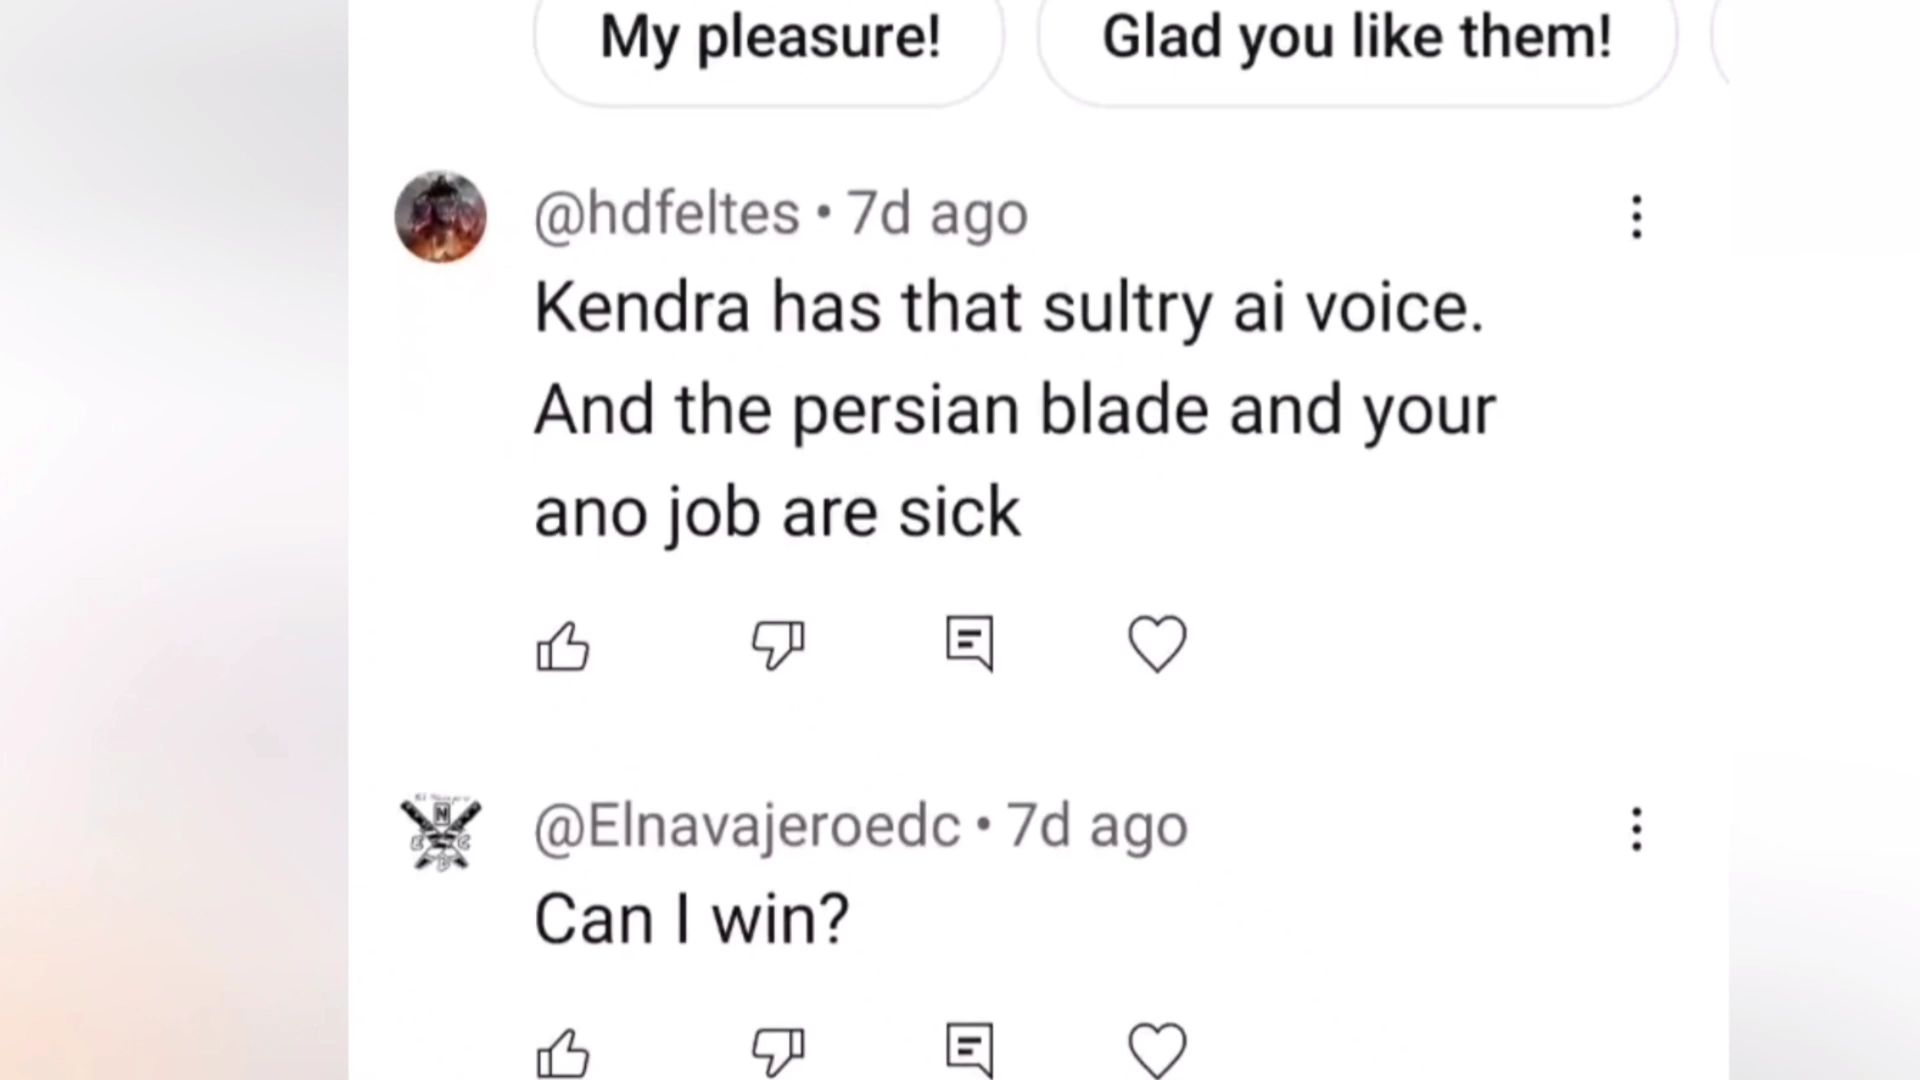 My pleasure!
Glad you like them!
@hdfeltes • 7d ago
Kendra has that sultry ai voice.
And the persian blade and your
ano job are sick
@Elnavajeroedc • 7d ago
Can I win?